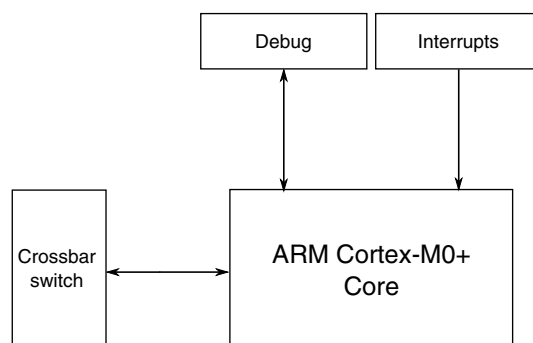 Debug
Interrupts
Crossbar
switch
ARM Cortex-M0+
Core